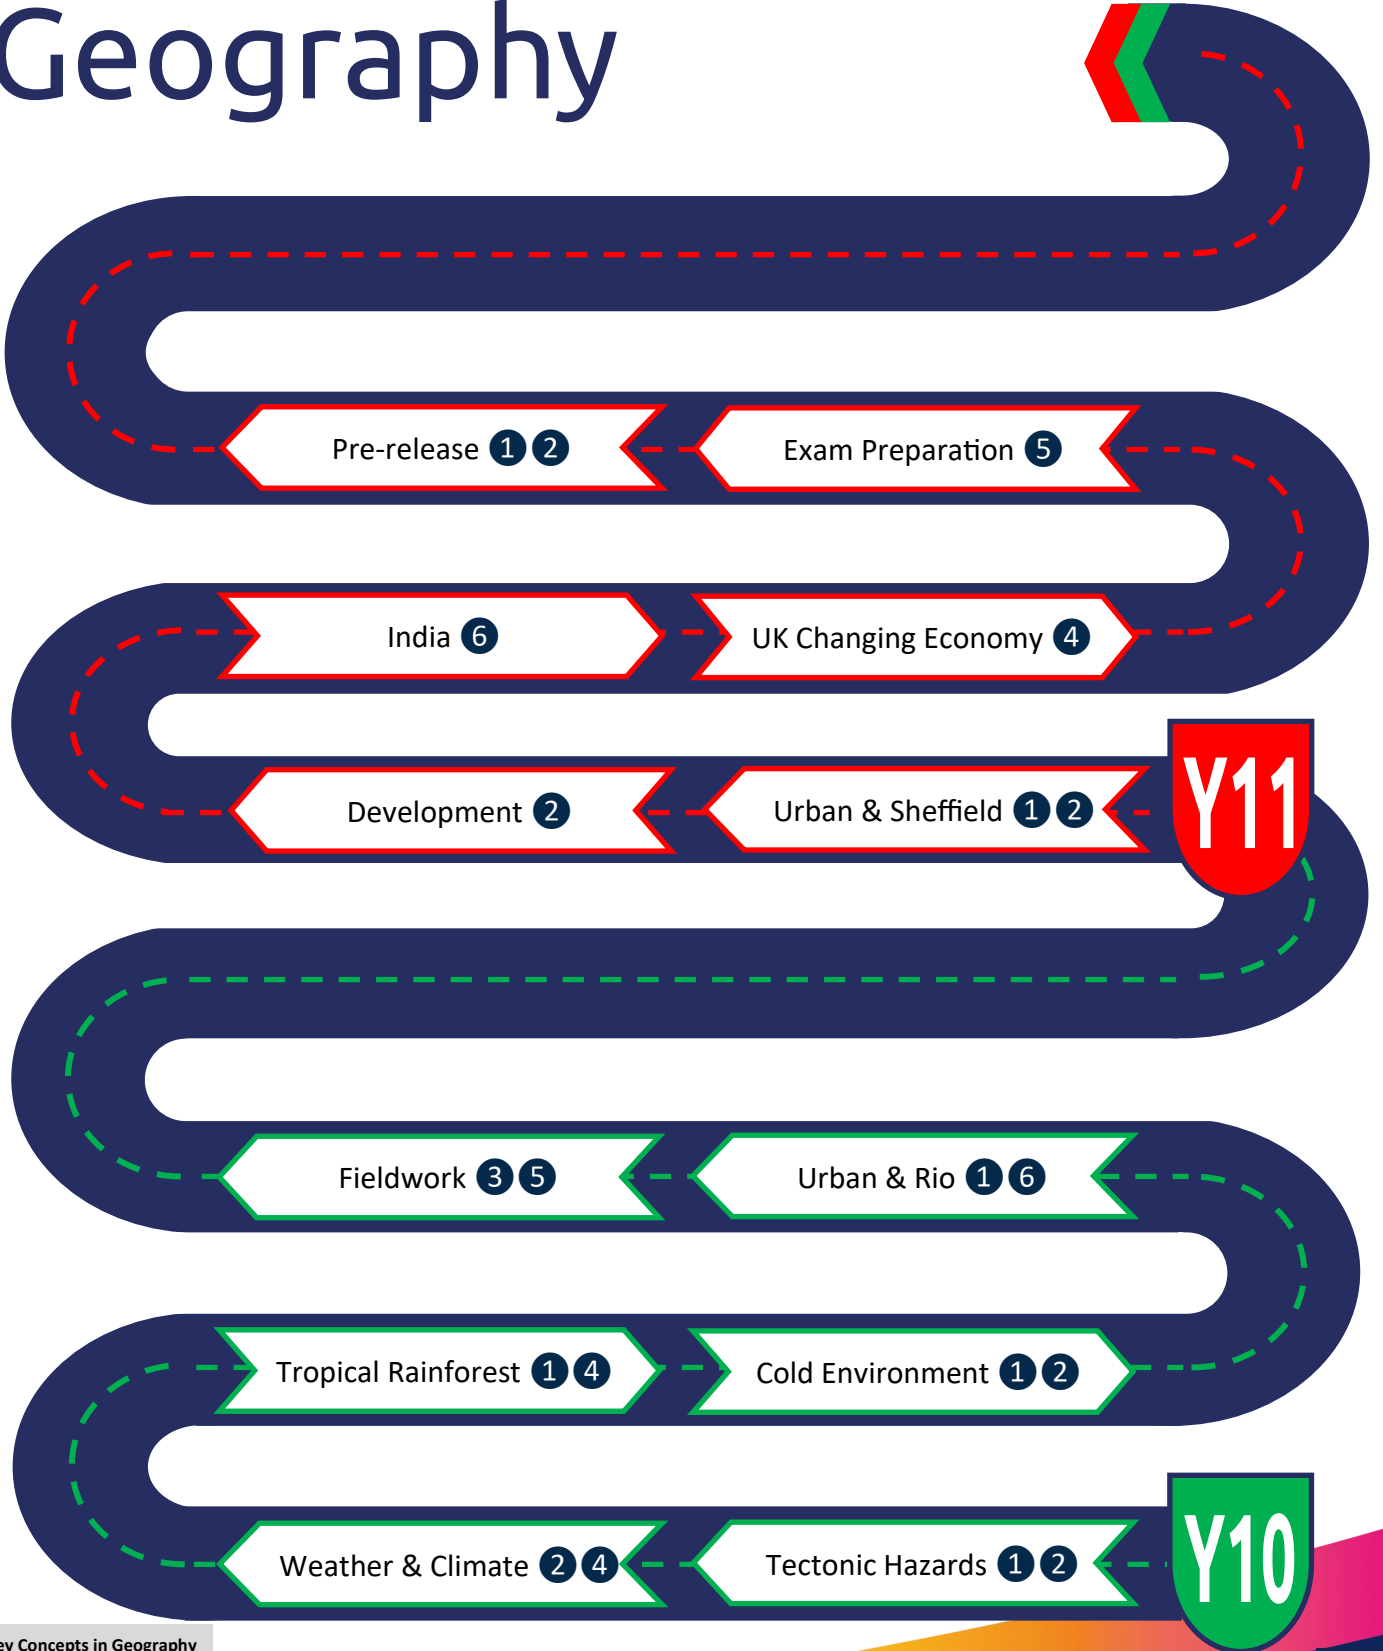 Geography
Pre-release 1 2
Exam Preparation 5
India 6
UK Changing Economy 4
Y11
Development 2
Urban & Sheffield 1 2
Fieldwork 3 5
Urban & Rio 1 6
Tropical Rainforest 1 4
Cold Environment 1 2
Weather & Climate 2 4
Tectonic Hazards 1 2
Y10
ey Concepts in Geography